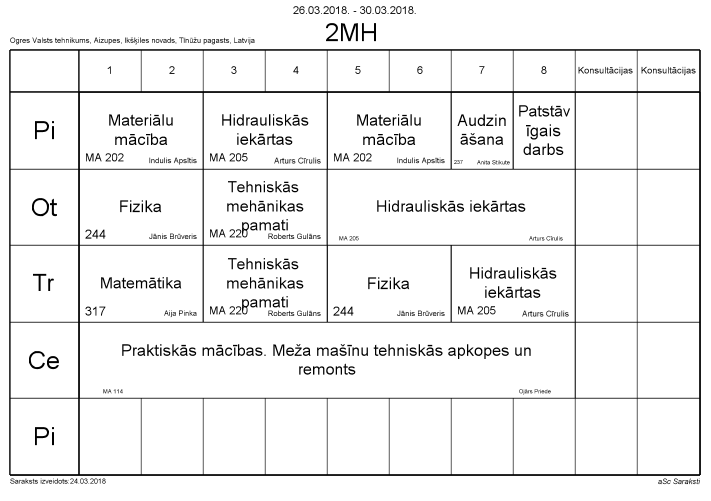 26.03.2018. - 30.03.2018.
2MH
Ogres Valsts tehnikums, Aizupes, Ikšķiles novads, Tīnūžu pagasts, Latvija
1 2 3 4 5 6 7 8 Konsultācijas Konsultācijas
Pi
Materiālu
mācība
MA 202 Indulis Apsītis
Hidrauliskās
iekārtas
MA 205 Arturs Cīrulis
Materiālu
mācība
MA 202 Indulis Apsītis
Audzin
āšana
237 Anita Stikute
Patstāv
īgais
darbs
Ot
Fizika
244 Jānis Brūveris
Tehniskās
mehānikas
pamati
MA 220 Roberts Gulāns
Hidrauliskās iekārtas
MA 205 Arturs Cīrulis
Tr
Matemātika
317 Aija Pinka
Tehniskās
mehānikas
pamati
MA 220 Roberts Gulāns
Fizika
244 Jānis Brūveris
Hidrauliskās
iekārtas
MA 205 Arturs Cīrulis
Ce
Praktiskās mācības. Meža mašīnu tehniskās apkopes un
remonts
MA 114 Ojārs Priede
Pi
Saraksts izveidots:24.03.2018 aSc Saraksti